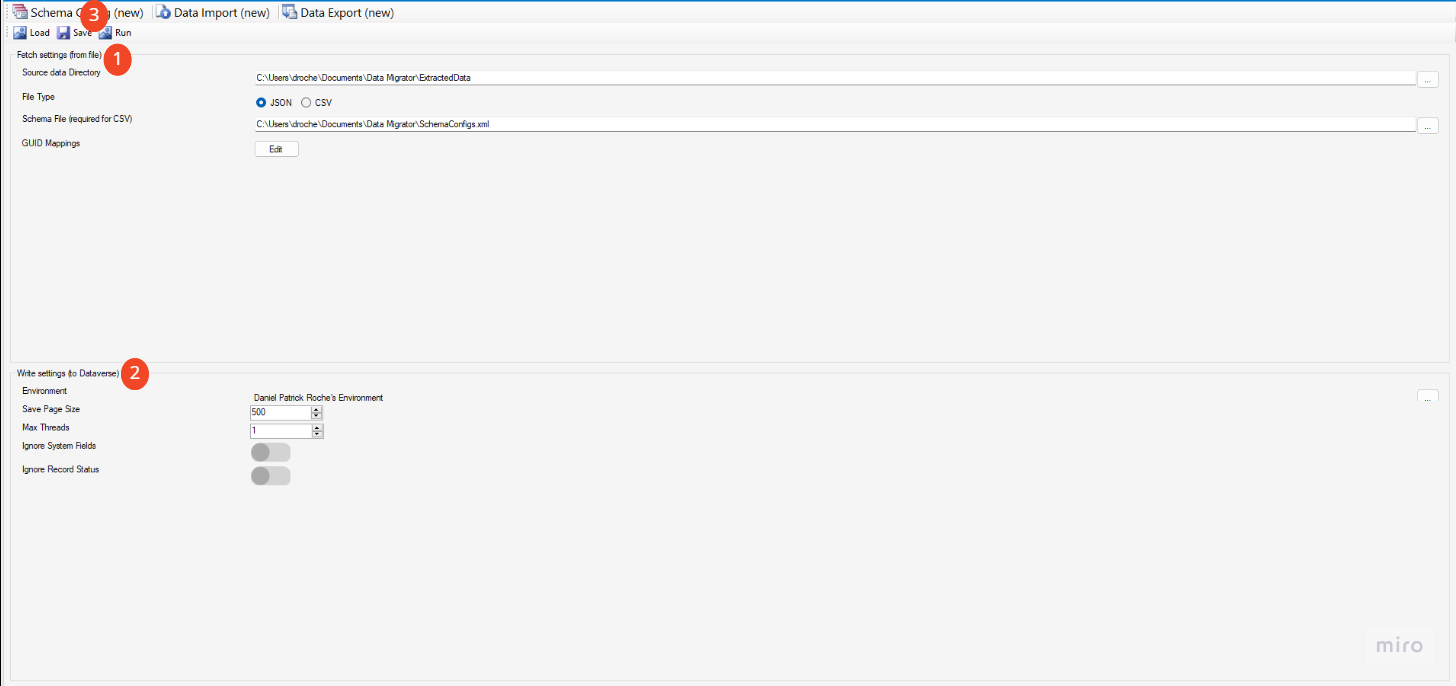 Schema C g (new) Data Import (new) Data Export (new)
3
Load Save Run
Fetch settings (from file) 1
Source data Directory C:\Users\droche\Documents\Data Migrator\ExtractedData ...
File Type JSON CSV
Schema File (required for CSV) C:\Users\droche\Documents\Data Migrator\SchemaConfigs.xml ...
GUID Mappings Edit
Write settings (to Dataverse) 2
Environment Daniel Patrick Roche's Environment ...
Save Page Size 500
Max Threads 1
Ignore System Fields
Ignore Record Status
miro